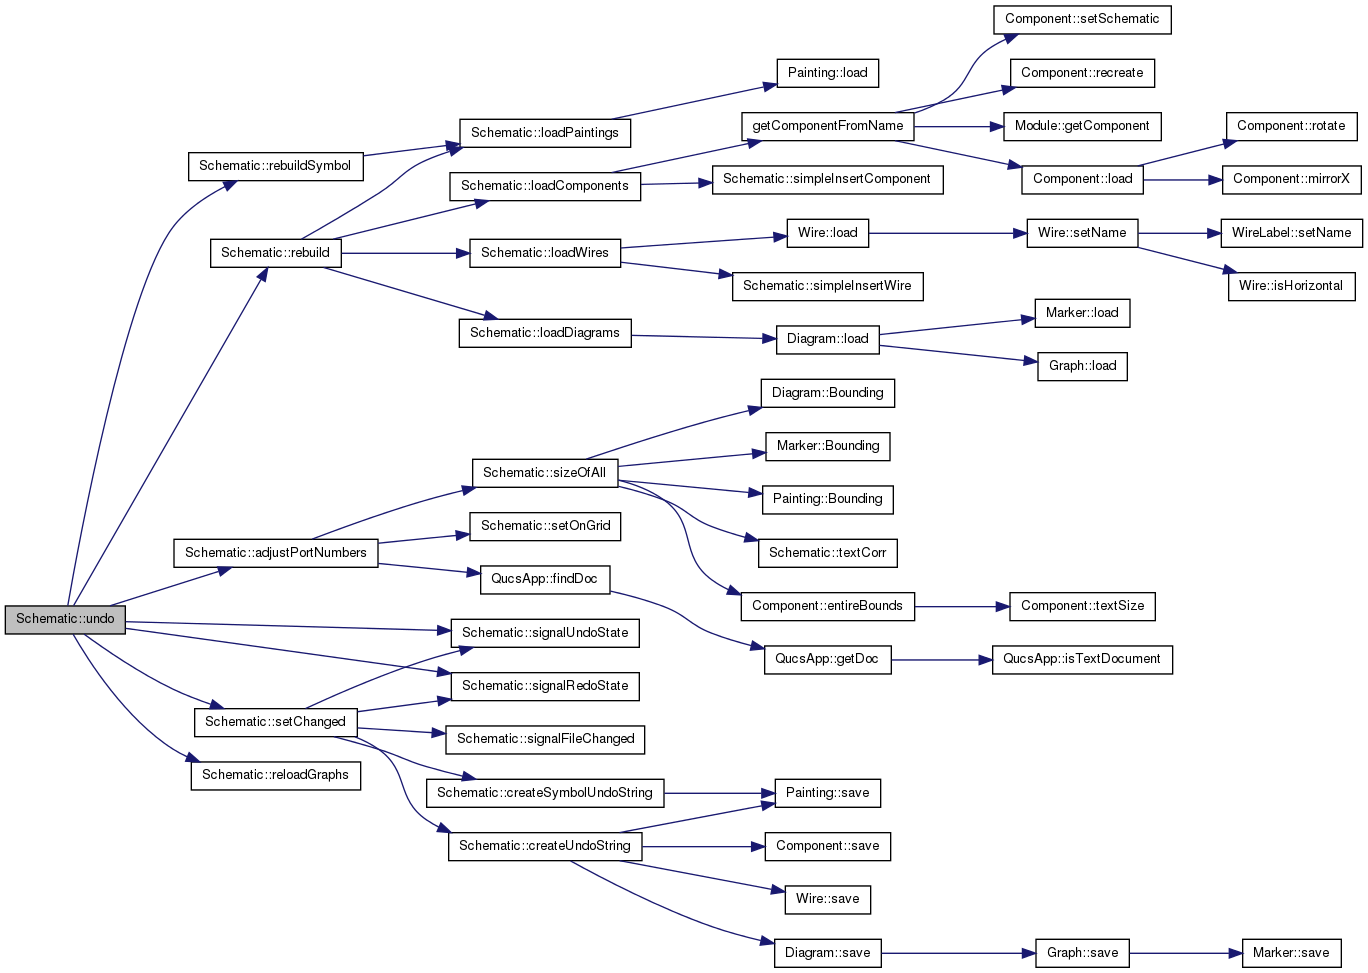 Component::setSchematic
Painting::load
Component::recreate
Schematic::loadPaintings
getComponentFromName
Module::getComponent
Component::rotate
Schematic::rebuildSymbol
Schematic::loadComponents
Schematic::simpleInsertComponent
Component::load
Component::mirrorX
Schematic::rebuild
Schematic::loadWires
Wire::load
Wire::setName
WireLabel::setName
Schematic::simpleInsertWire
Wire::isHorizontal
Schematic::loadDiagrams
Diagram::load
Marker::load
Graph::load
Diagram::Bounding
Schematic::sizeOfAll
Marker::Bounding
Painting::Bounding
Schematic::setOnGrid
Schematic::adjustPortNumbers
Schematic::textCorr
QucsApp::findDoc
Component::entireBounds
Component::textSize
Schematic::undo
Schematic::signalUndoState
QucsApp::getDoc
QucsApp::isTextDocument
Schematic::signalRedoState
Schematic::setChanged
Schematic::signalFileChanged
Schematic::reloadGraphs
Schematic::createSymbolUndoString
Painting::save
Schematic::createUndoString
Component::save
Wire::save
Diagram::save
Graph::save
Marker::save